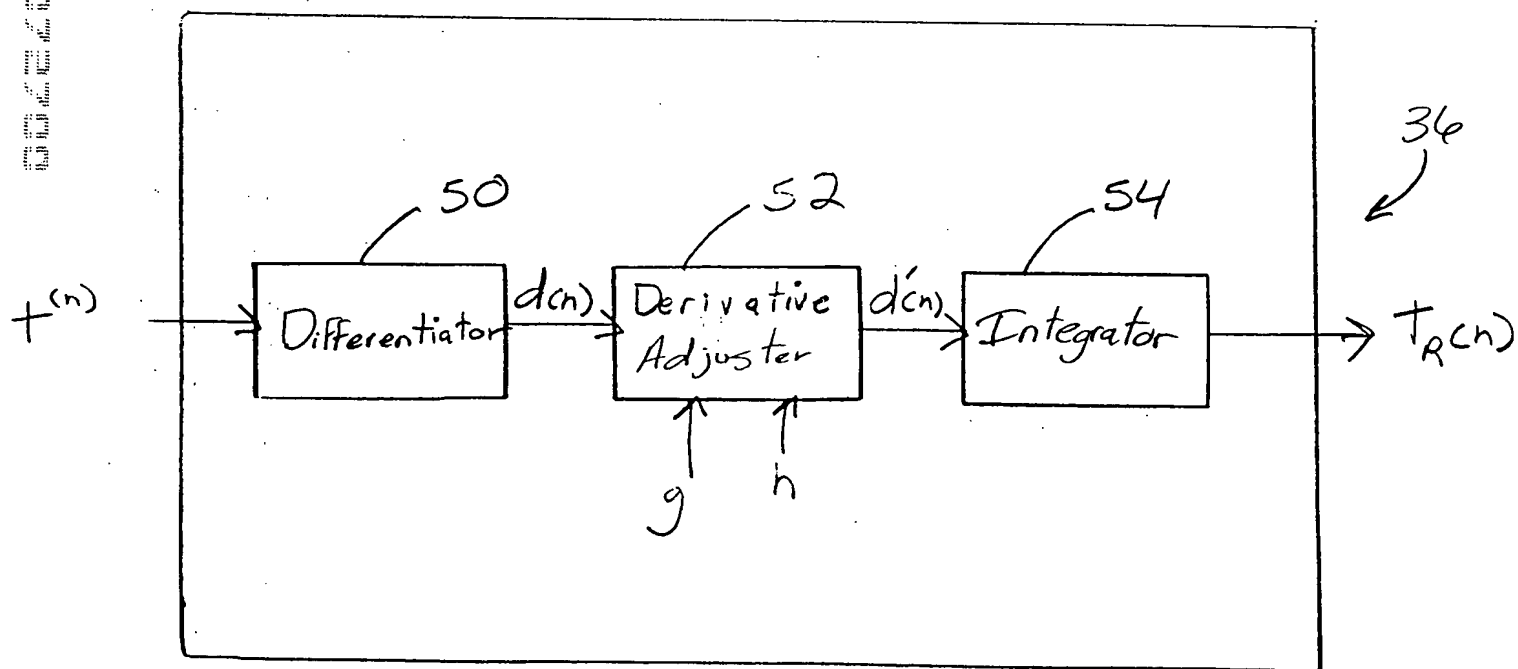 36
50
52
54
t(n)
Differentiator
d(n)
Derivative
Adjuster
d'(n)
Integrator
TR(n)
g
h